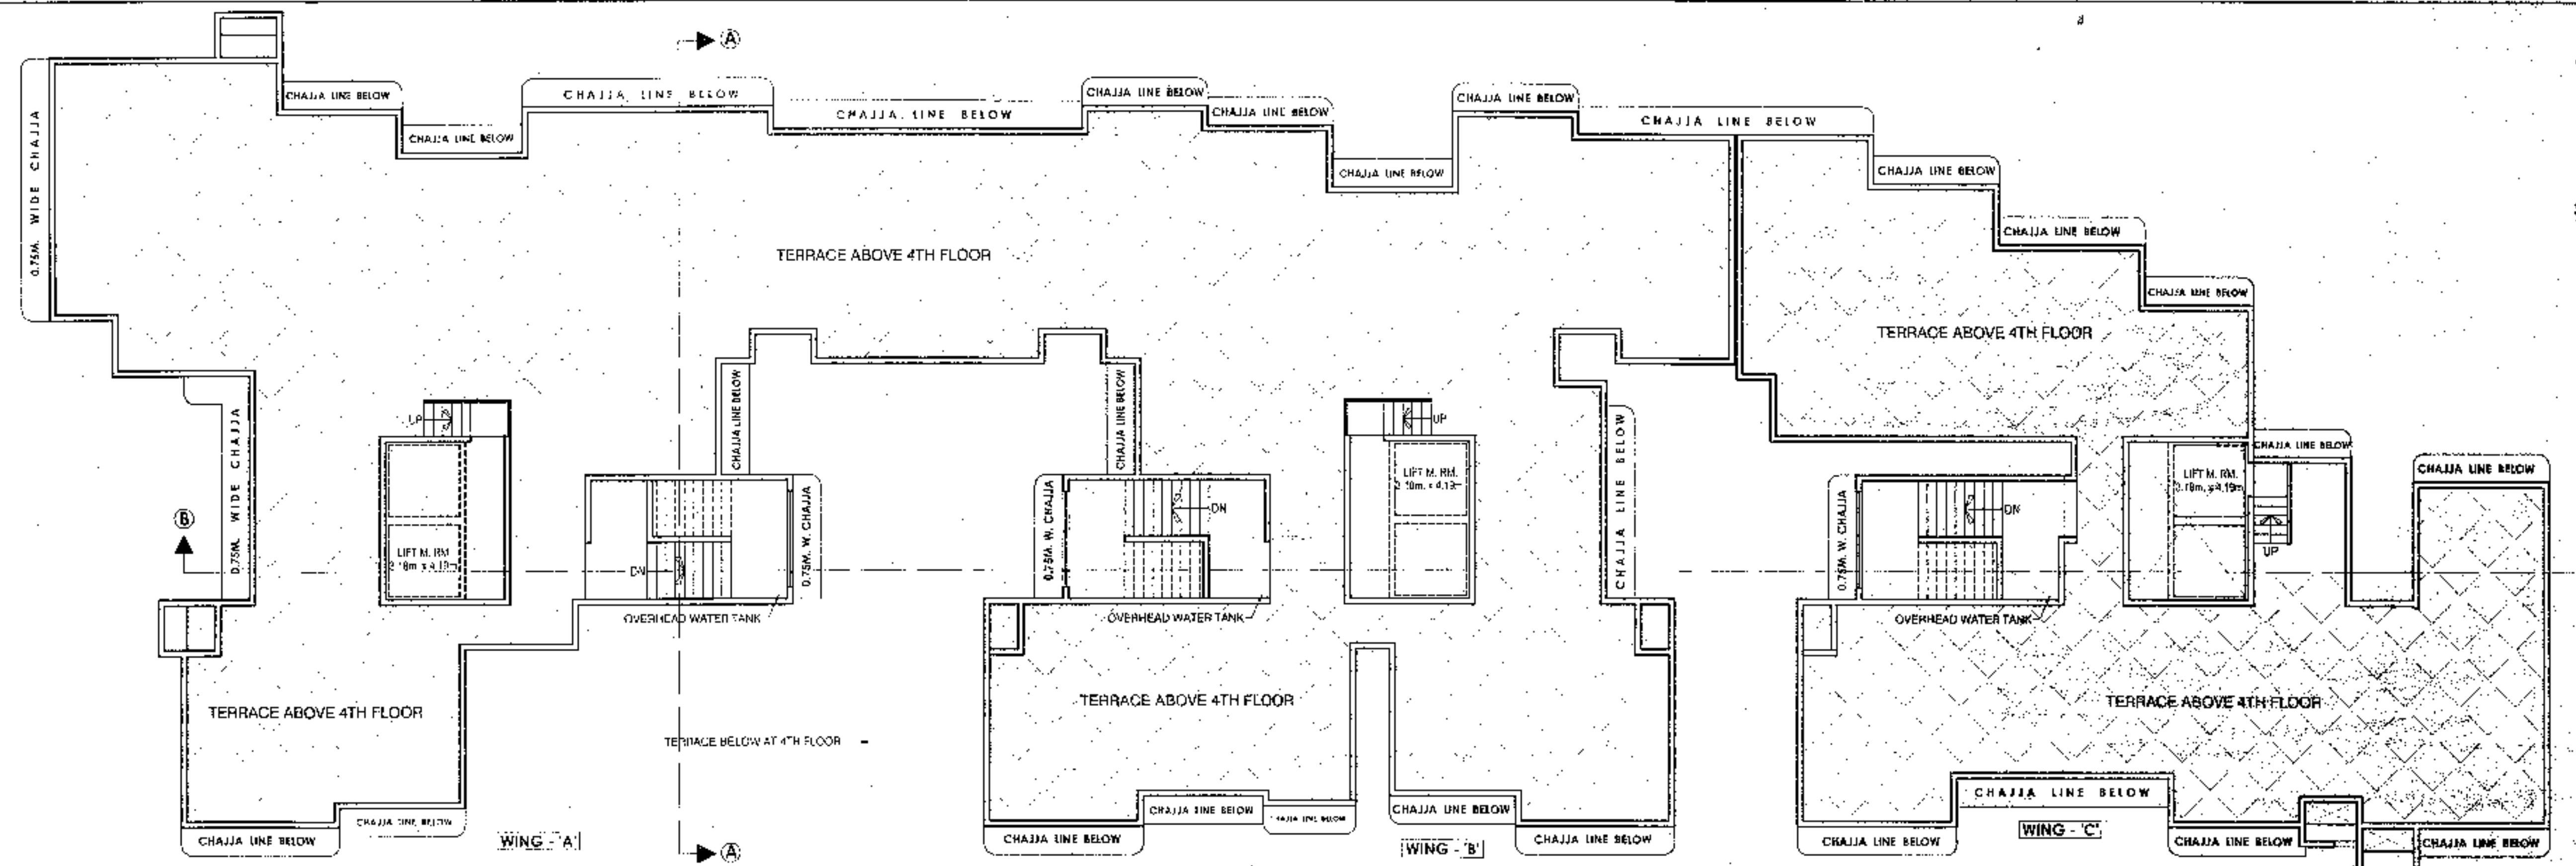 A
CHAJJA LINE BELOW
CHAJJA LINE BELOW
CHAJJA LINE BELOW
CHAJJA LINE BELOW
CHAJJA LINE BELOW
CHAJJA LINE BELOW
CHAJJA LINE BELOW
CHAJJA LINE BELOW
CHAJJA LINE BELOW
CHAJJA LINE BELOW
CHAJJA LINE BELOW
CHAJJA LINE BELOW
0.75M. WIDE CHAJJA
TERRACE ABOVE 4TH FLOOR
TERRACE ABOVE 4TH FLOOR
0.75M. WIDE CHAJJA
UP
CHAJJA LINE BELOW
CHAJJA LINE BELOW
UP
CHAJJA LINE BELOW
CHAJJA LINE BELOW
CHAJJA LINE BELOW
B
LIFT M. RM.
DN
0.75M. W. CHAJJA
0.75M. W. CHAJJA
DN
LIFT M. RM.
0.75M. W. CHAJJA
DN
LIFT M. RM.
UP
OVERHEAD WATER TANK
OVERHEAD WATER TANK
OVERHEAD WATER TANK
TERRACE ABOVE 4TH FLOOR
TERRACE BELOW AT 4TH FLOOR
TERRACE ABOVE 4TH FLOOR
TERRACE ABOVE 4TH FLOOR
CHAJJA LINE BELOW
CHAJJA LINE BELOW
WING - 'A'
A
CHAJJA LINE BELOW
CHAJJA LINE BELOW
CHAJJA LINE BELOW
CHAJJA LINE BELOW
WING - 'B'
CHAJJA LINE BELOW
CHAJJA LINE BELOW
CHAJJA LINE BELOW
WING - 'C'
CHAJJA LINE BELOW
CHAJJA LINE BELOW